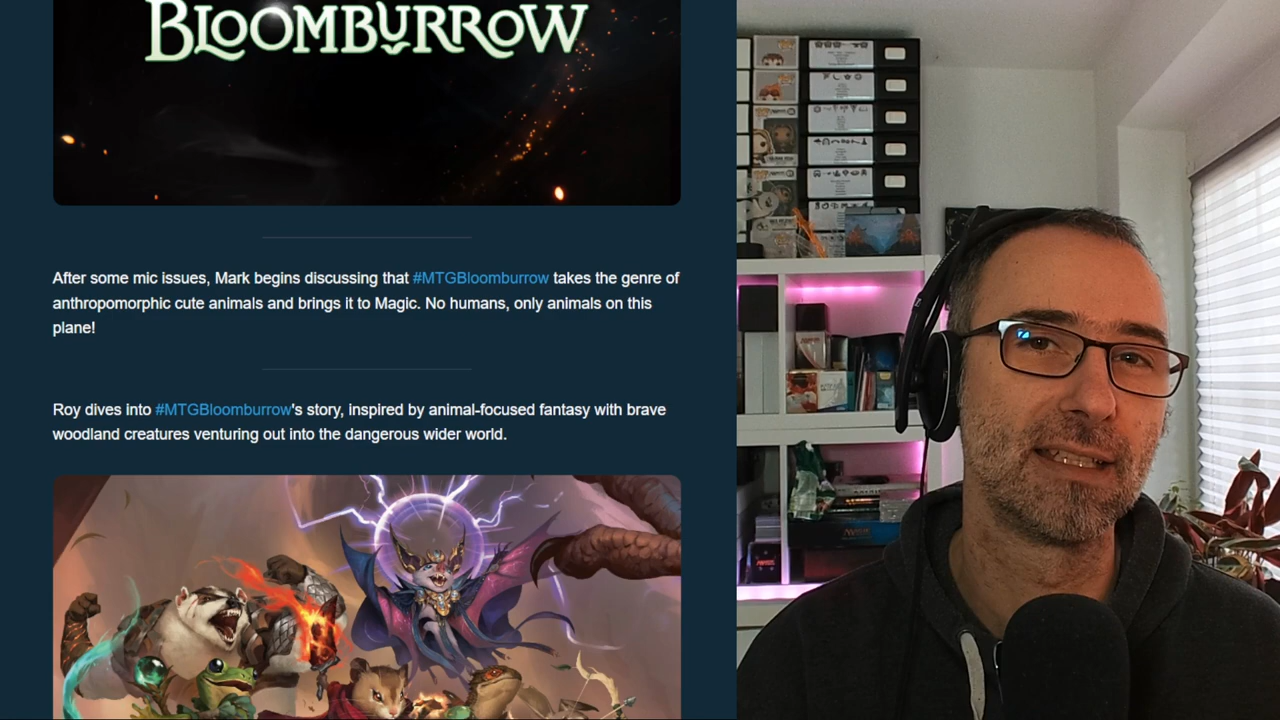 BLOOMBURROW
After some mic issues, Mark begins discussing that #MTGBloomburrow takes the genre of
anthropomorphic cute animals and brings it to Magic. No humans, only animals on this
plane!
Roy dives into #MTGBloomburrow's story, inspired by animal-focused fantasy with brave
woodland creatures venturing out into the dangerous wider world.